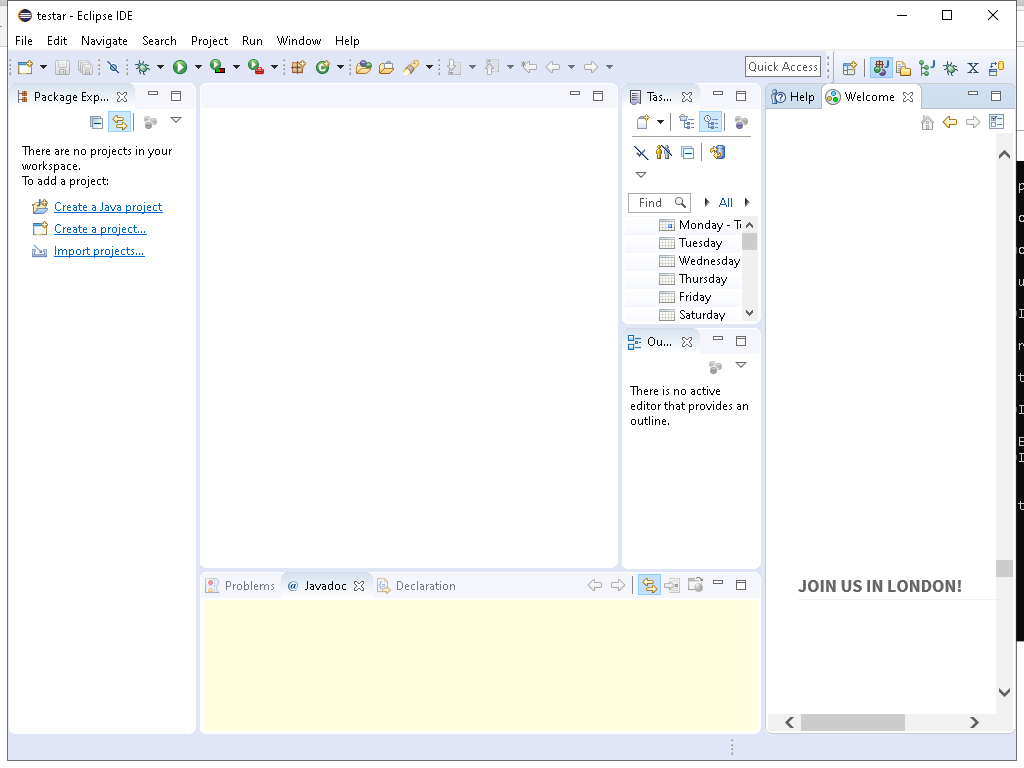 testar - Eclipse IDE
File Edit Navigate Search Project Run Window Help
Quick Access
Package Exp...
There are no projects in your
workspace.
To add a project:
Create a Java project
Create a project...
Import projects...
Tas...
Find
All
Monday - T
Tuesday
Wednesday
Thursday
Friday
Saturday
Ou...
There is no active
editor that provides an
outline.
Help
Welcome
JOIN US IN LONDON!
Problems
@ Javadoc
Declaration